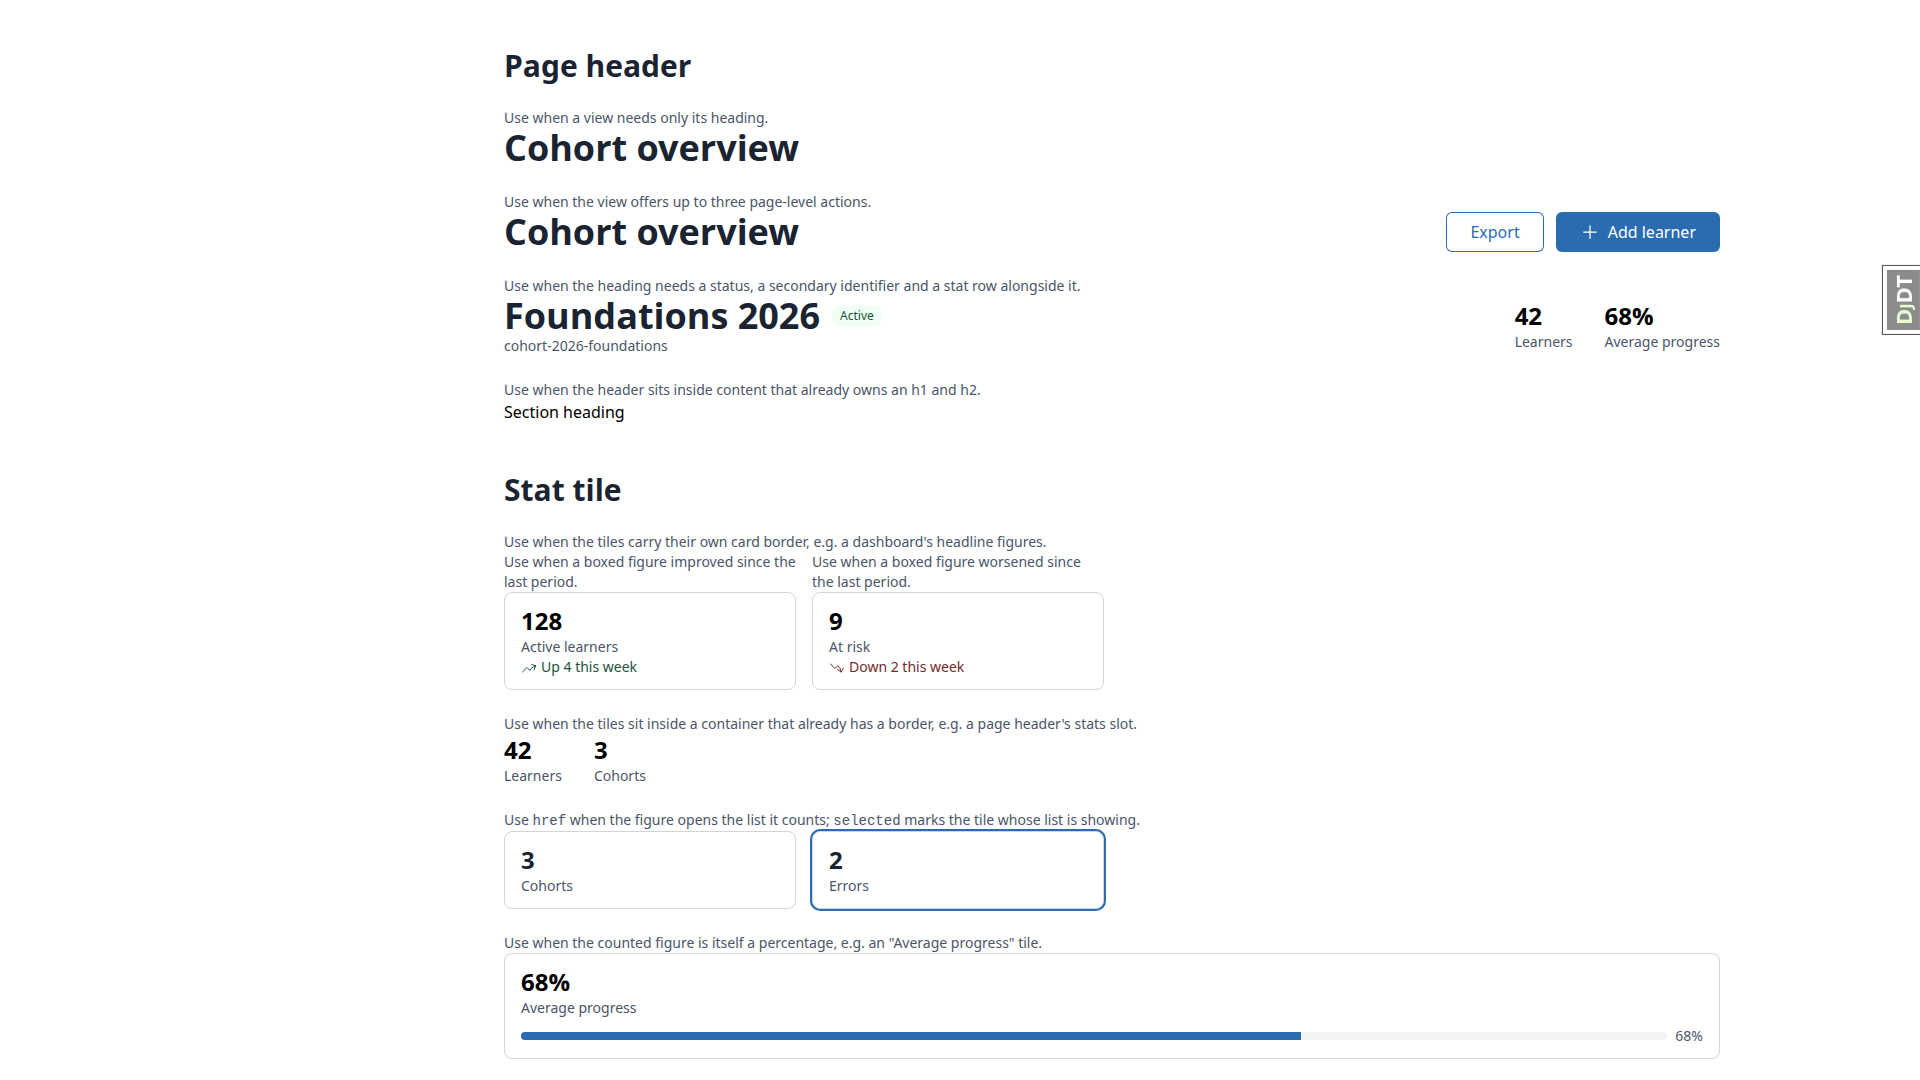 Page header
Use when a view needs only its heading.
Cohort overview
Use when the view offers up to three page-level actions.
Cohort overview
Export
Add learner
DjDT
Use when the heading needs a status, a secondary identifier and a stat row alongside it.
Foundations 2026 Active
cohort-2026-foundations
42 68%
Learners Average progress
Use when the header sits inside content that already owns an h1 and h2.
Section heading
Stat tile
Use when the tiles carry their own card border, e.g. a dashboard's headline figures.
Use when a boxed figure improved since the
last period.
Use when a boxed figure worsened since
the last period.
128
Active learners
Up 4 this week
9
At risk
Down 2 this week
Use when the tiles sit inside a container that already has a border, e.g. a page header's stats slot.
42 3
Learners Cohorts
Use href when the figure opens the list it counts; selected marks the tile whose list is showing.
3
Cohorts
2
Errors
Use when the counted figure is itself a percentage, e.g. an "Average progress" tile.
68%
Average progress
68%